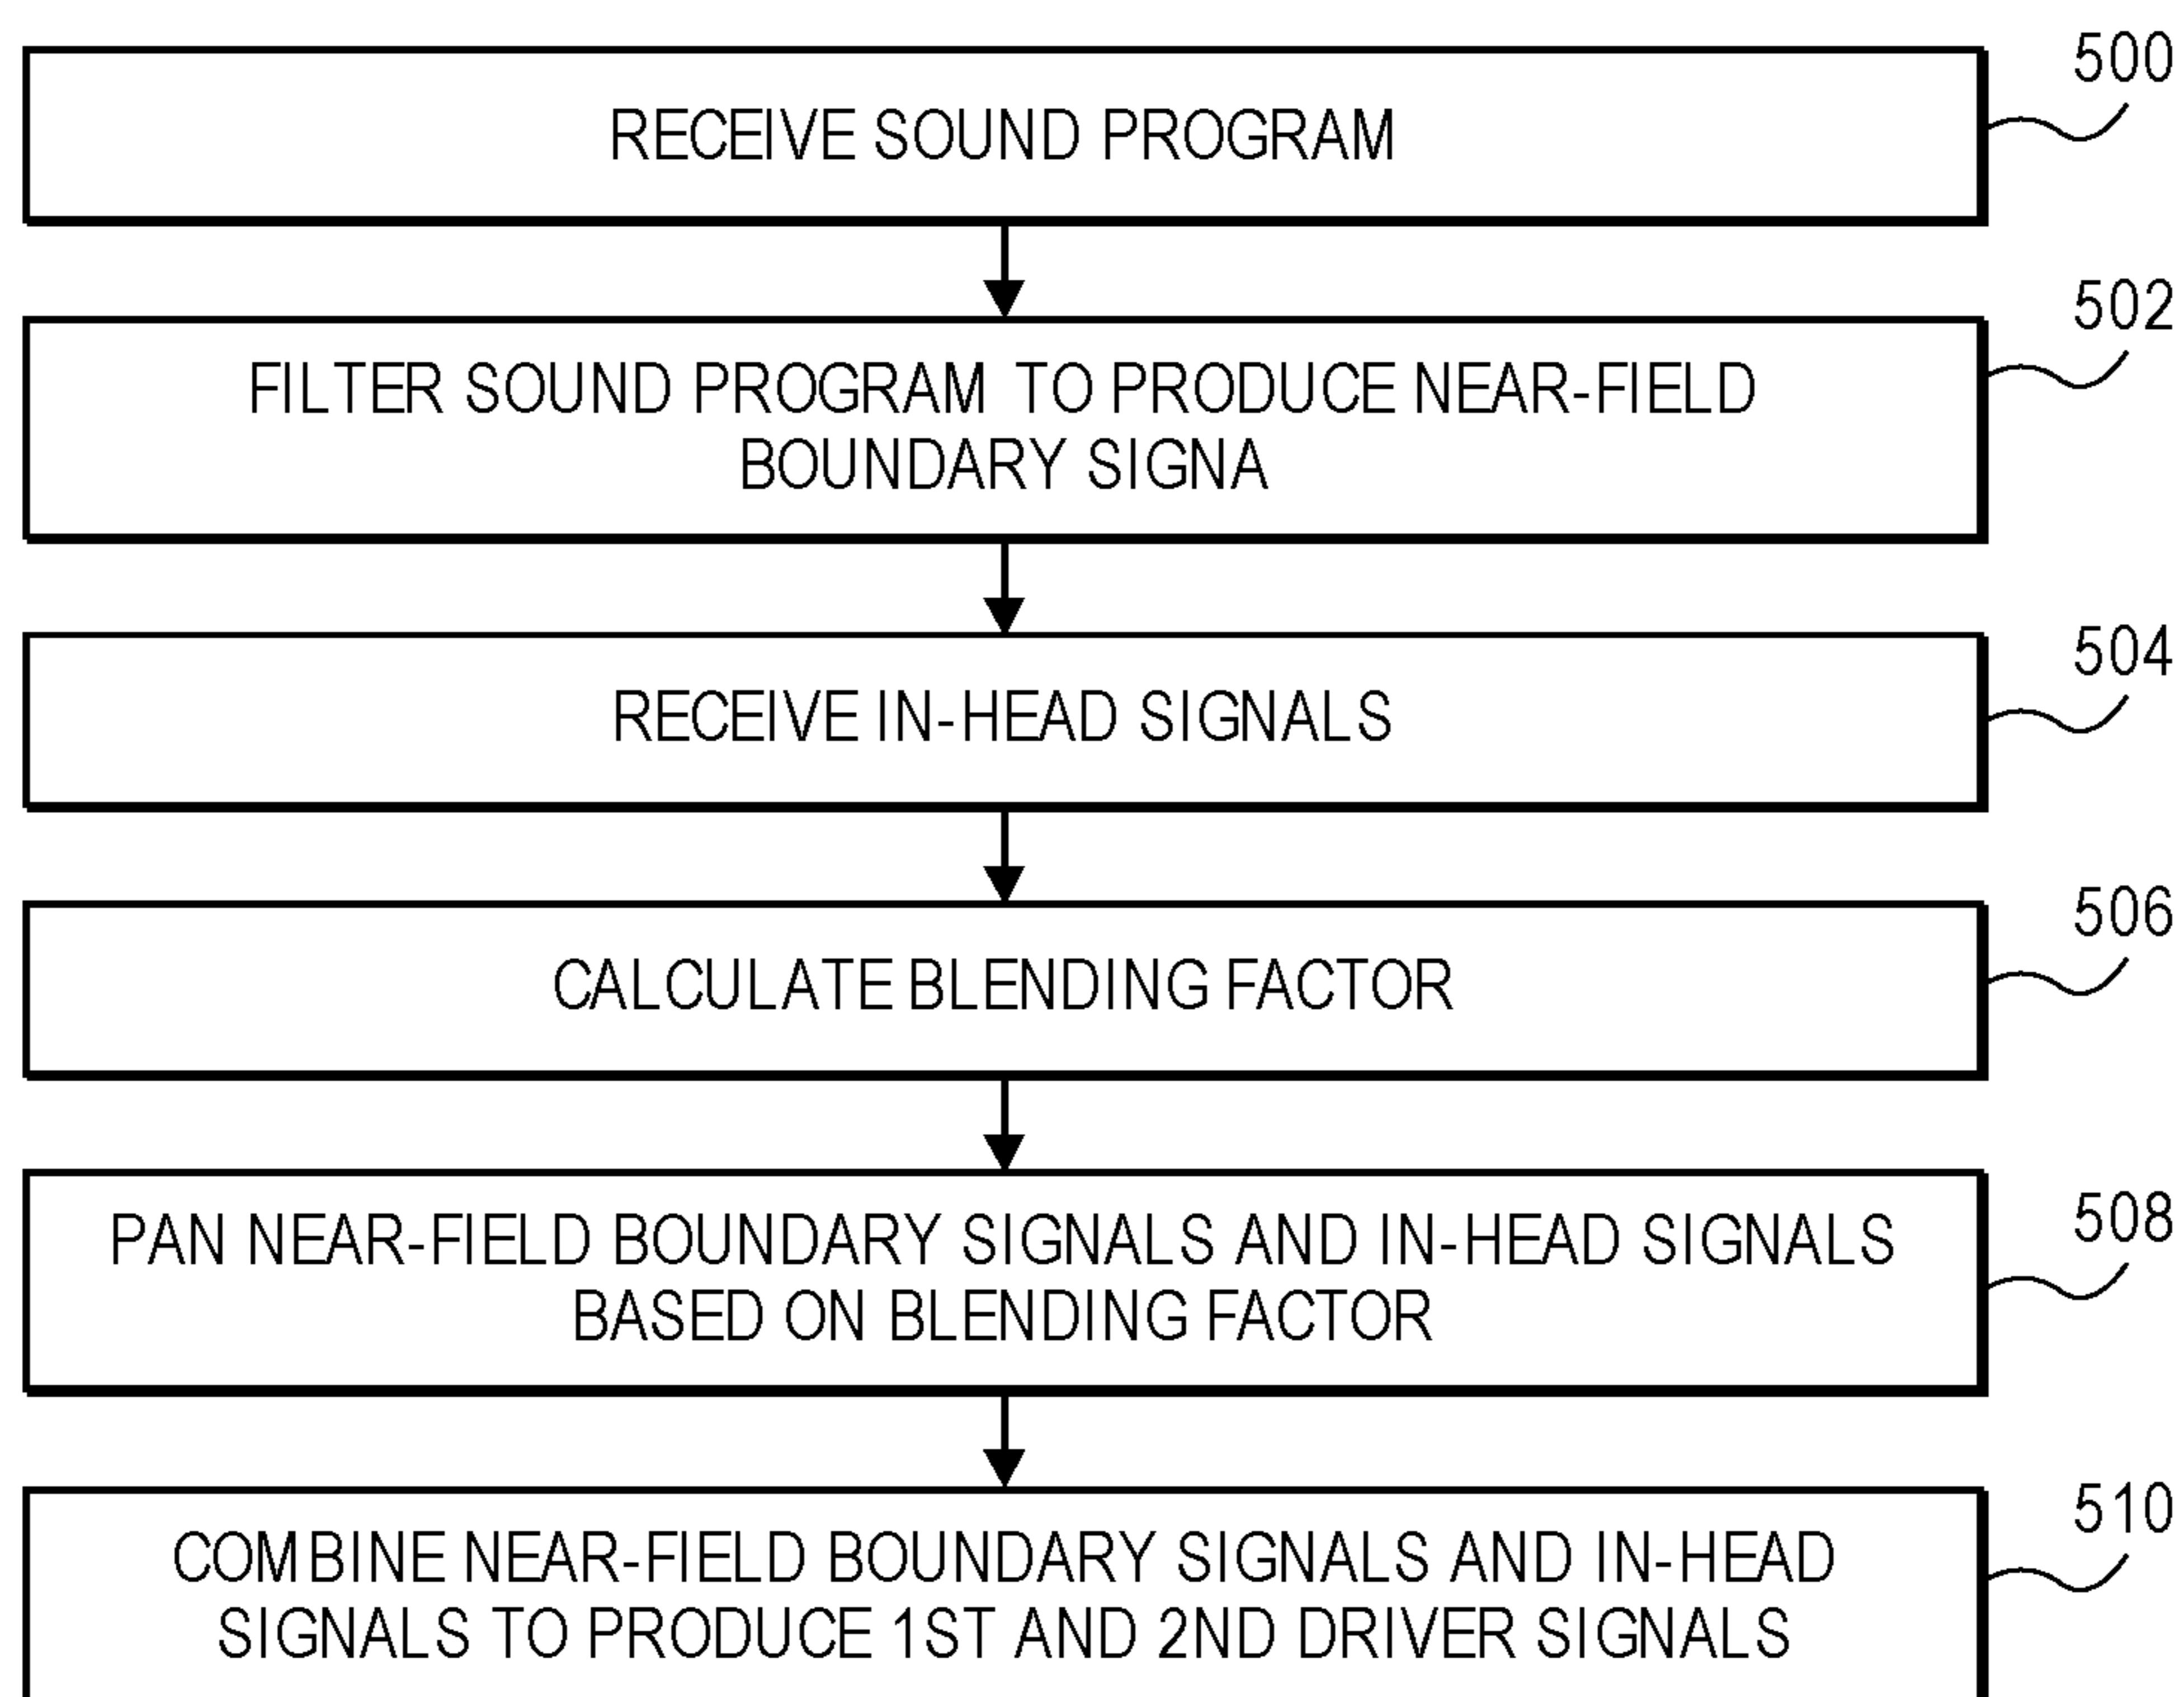 500
RECEIVE SOUND PROGRAM
502
FILTER SOUND PROGRAM TO PRODUCE NEAR-FIELD
BOUNDARY SIGNA
504
RECEIVE IN-HEAD SIGNALS
506
CALCULATE BLENDING FACTOR
508
PAN NEAR-FIELD BOUNDARY SIGNALS AND IN-HEAD SIGNALS
BASED ON BLENDING FACTOR
510
COMBINE NEAR-FIELD BOUNDARY SIGNALS AND IN-HEAD
SIGNALS TO PRODUCE 1ST AND 2ND DRIVER SIGNALS